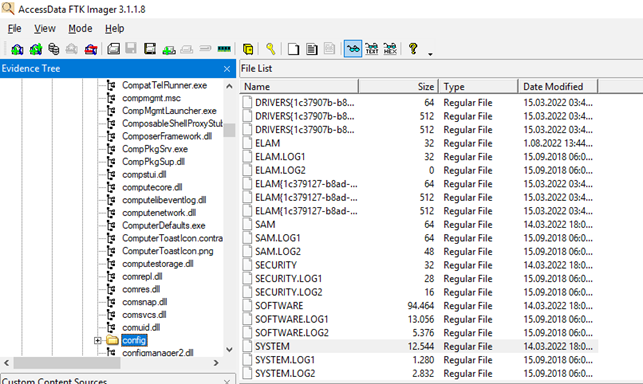 AccessData FTK Imager 3.1.1.8
File View Mode Help
Evidence Tree
CompatTelRunner.exe
compmgmt.msc
CompMgmtLauncher.exe
ComposableShellProxyStub
ComposerFramework.dll
CompPkgSrv.exe
CompPkgSup.dll
compstui.dll
computecore.dll
computelibeventlog.dll
computenetwork.dll
ComputerDefaults.exe
ComputerToastIcon.contra
ComputerToastIcon.png
computestorage.dll
comrepl.dll
comres.dll
comsnap.dll
comsvcs.dll
comuid.dll
config
configmanager2.dll
Custom Content Sources
File List
Name Size Type Date Modified
DRIVERS{1c37907b-b8... 64 Regular File 15.03.2022 03:4...
DRIVERS{1c37907b-b8... 512 Regular File 15.03.2022 03:4...
DRIVERS{1c37907b-b8... 512 Regular File 15.03.2022 03:4...
ELAM 32 Regular File 1.08.2022 13:44...
ELAM.LOG1 32 Regular File 15.09.2018 06:0...
ELAM.LOG2 0 Regular File 15.09.2018 06:0...
ELAM{1c379127-b8ad-... 64 Regular File 15.03.2022 03:4...
ELAM{1c379127-b8ad-... 512 Regular File 15.03.2022 03:4...
ELAM{1c379127-b8ad-... 512 Regular File 15.03.2022 03:4...
SAM 64 Regular File 14.03.2022 18:0...
SAM.LOG1 64 Regular File 15.09.2018 06:0...
SAM.LOG2 48 Regular File 15.09.2018 06:0...
SECURITY 32 Regular File 14.03.2022 18:0...
SECURITY.LOG1 28 Regular File 15.09.2018 06:0...
SECURITY.LOG2 16 Regular File 15.09.2018 06:0...
SOFTWARE 94.464 Regular File 14.03.2022 18:0...
SOFTWARE.LOG1 13.056 Regular File 15.09.2018 06:0...
SOFTWARE.LOG2 5.376 Regular File 15.09.2018 06:0...
SYSTEM 12.544 Regular File 14.03.2022 18:0...
SYSTEM.LOG1 1.280 Regular File 15.09.2018 06:0...
SYSTEM.LOG2 2.832 Regular File 15.09.2018 06:0...